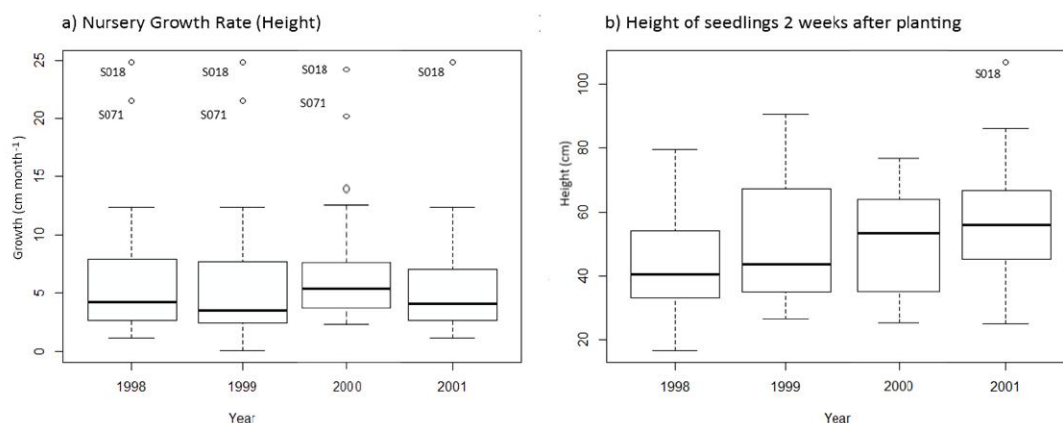 a) Nursery Growth Rate (Height)
25
20
15
10
5
0
Growth (cm month⁻¹)
S018
S071
S018
S071
S018
S071
S018
1998
1999
2000
2001
Year
b) Height of seedlings 2 weeks after planting
100
80
60
40
20
Height (cm)
S018
1998
1999
2000
2001
Year